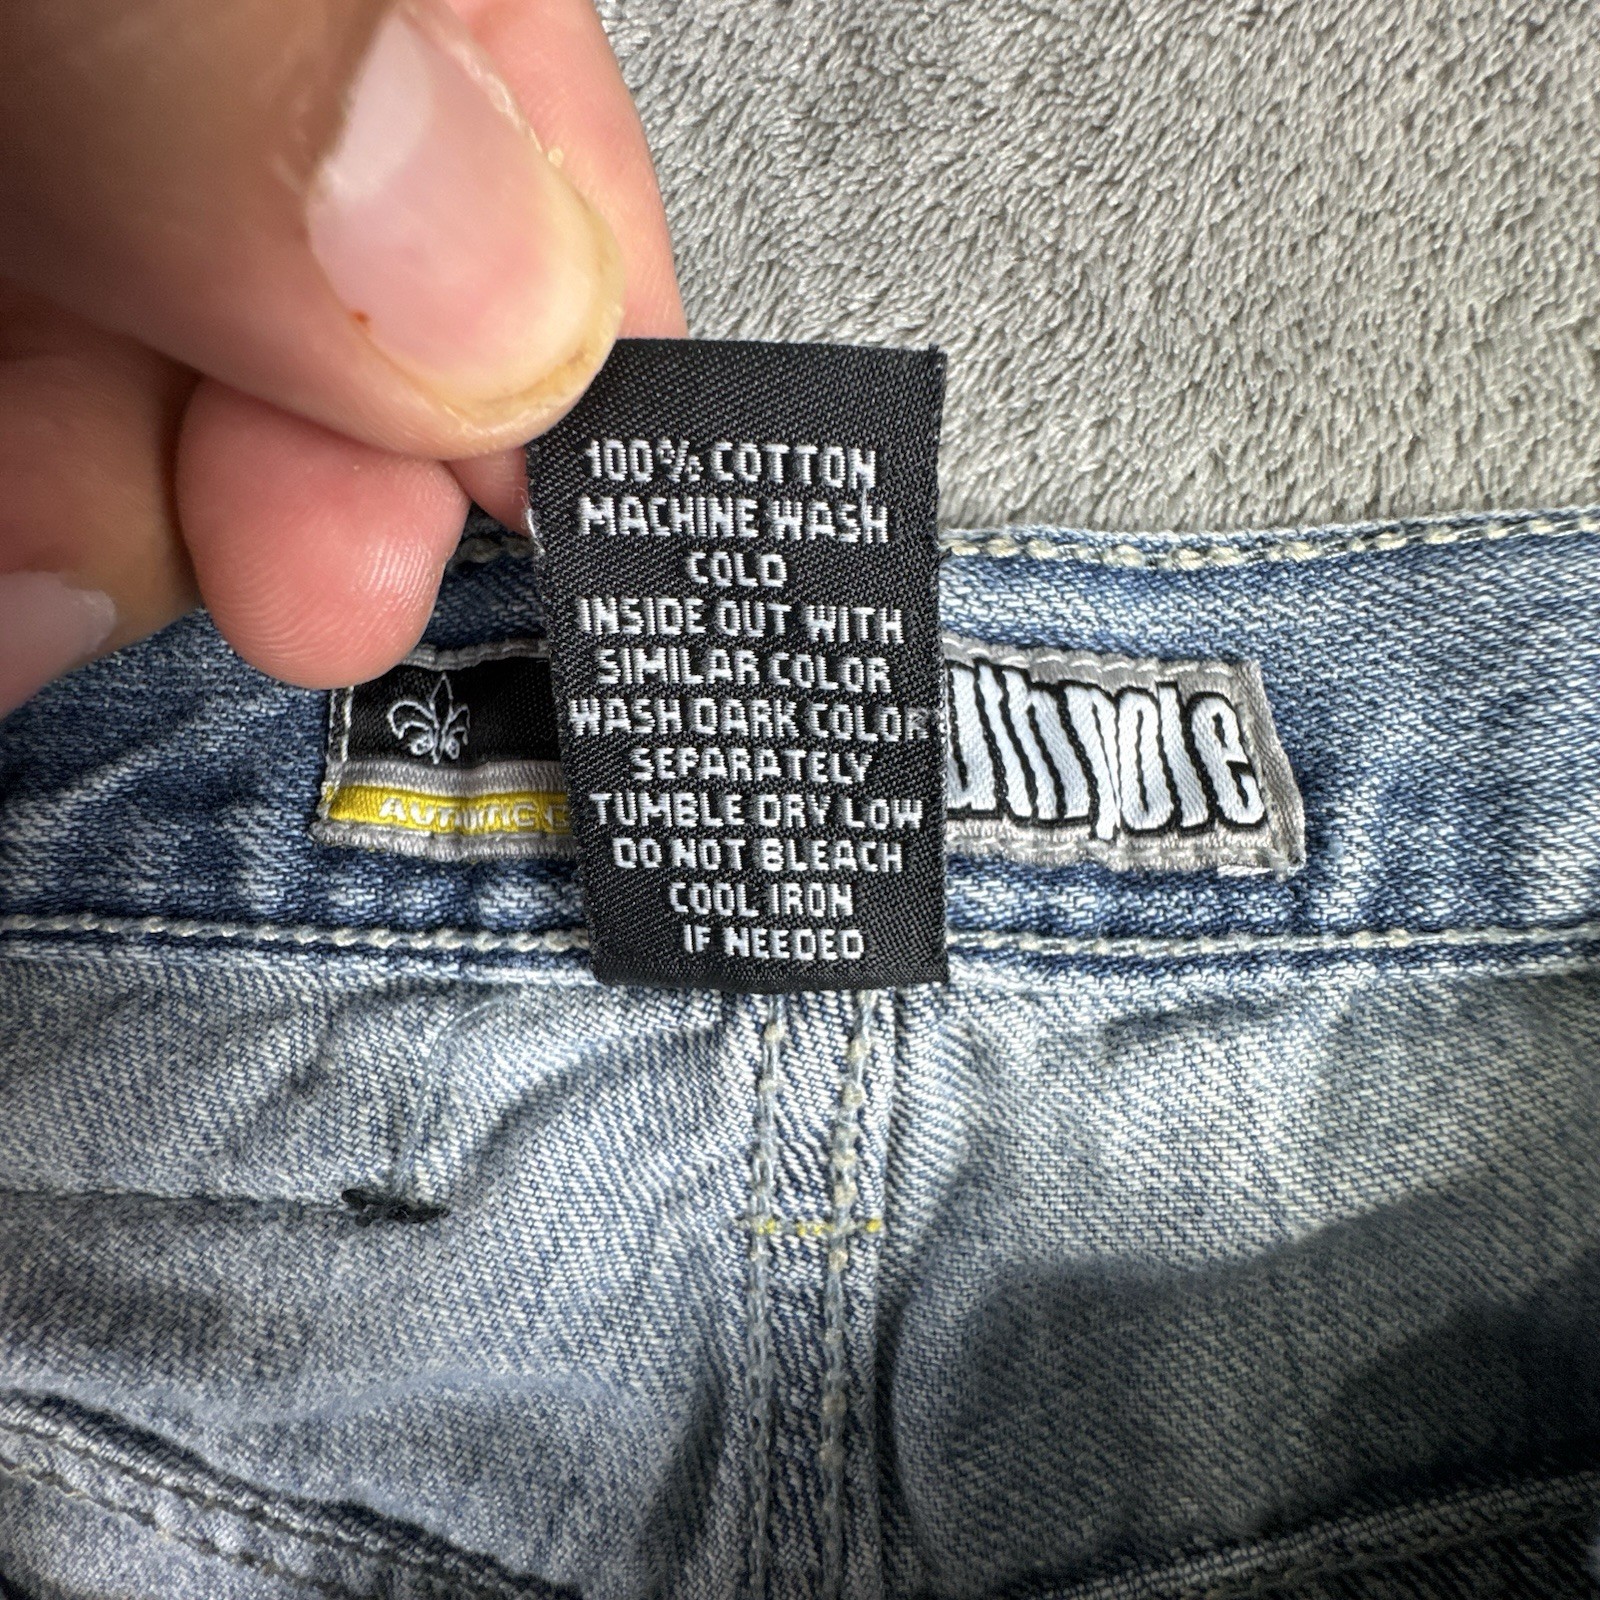 100% COTTON
MACHINE WASH
COLD
INSIDE OUT WITH
SIMILAR COLOR
WASH DARK COLOR
SEPARATELY
TUMBLE DRY LOW
DO NOT BLEACH
COOL IRON
IF NEEDED
uthpole